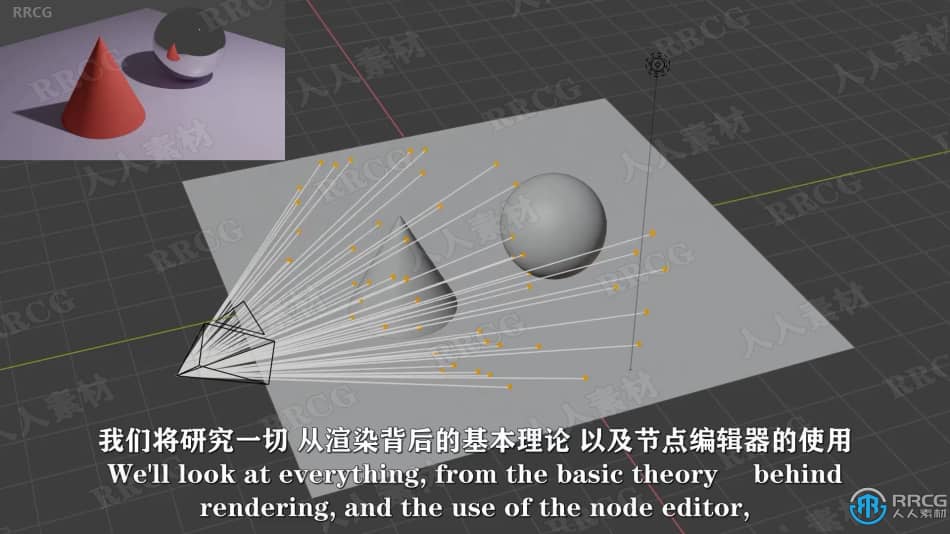 RRCG
我们将研究一切 从渲染背后的基本理论 以及节点编辑器的使用
We'll look at everything, from the basic theory behind
rendering, and the use of the node editor,
RRCG
人人素材